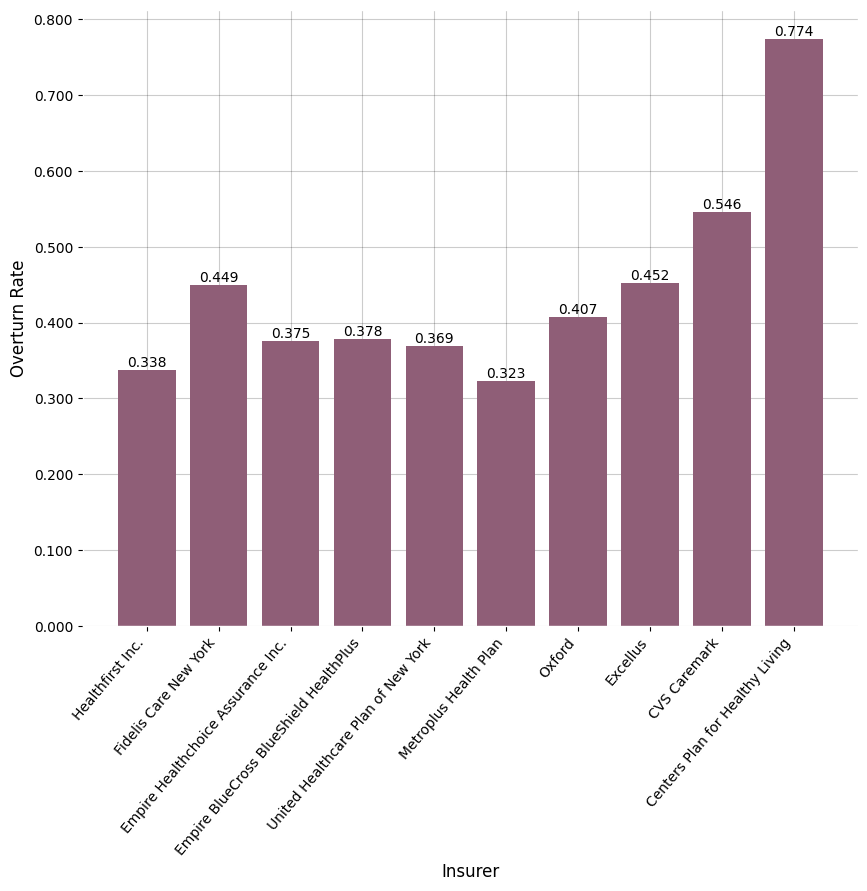 0.800
0.700
0.600
0.500
0.400
0.300
0.200
0.100
0.000
Overturn Rate
0.338
0.449
0.375
0.378
0.369
0.323
0.407
0.452
0.546
0.774
Healthfirst Inc.
Fidelis Care New York
Empire Healthchoice Assurance Inc.
Empire BlueCross BlueShield HealthPlus
United Healthcare Plan of New York
Metroplus Health Plan
Oxford
Excellus
CVS Caremark
Centers Plan for Healthy Living
Insurer